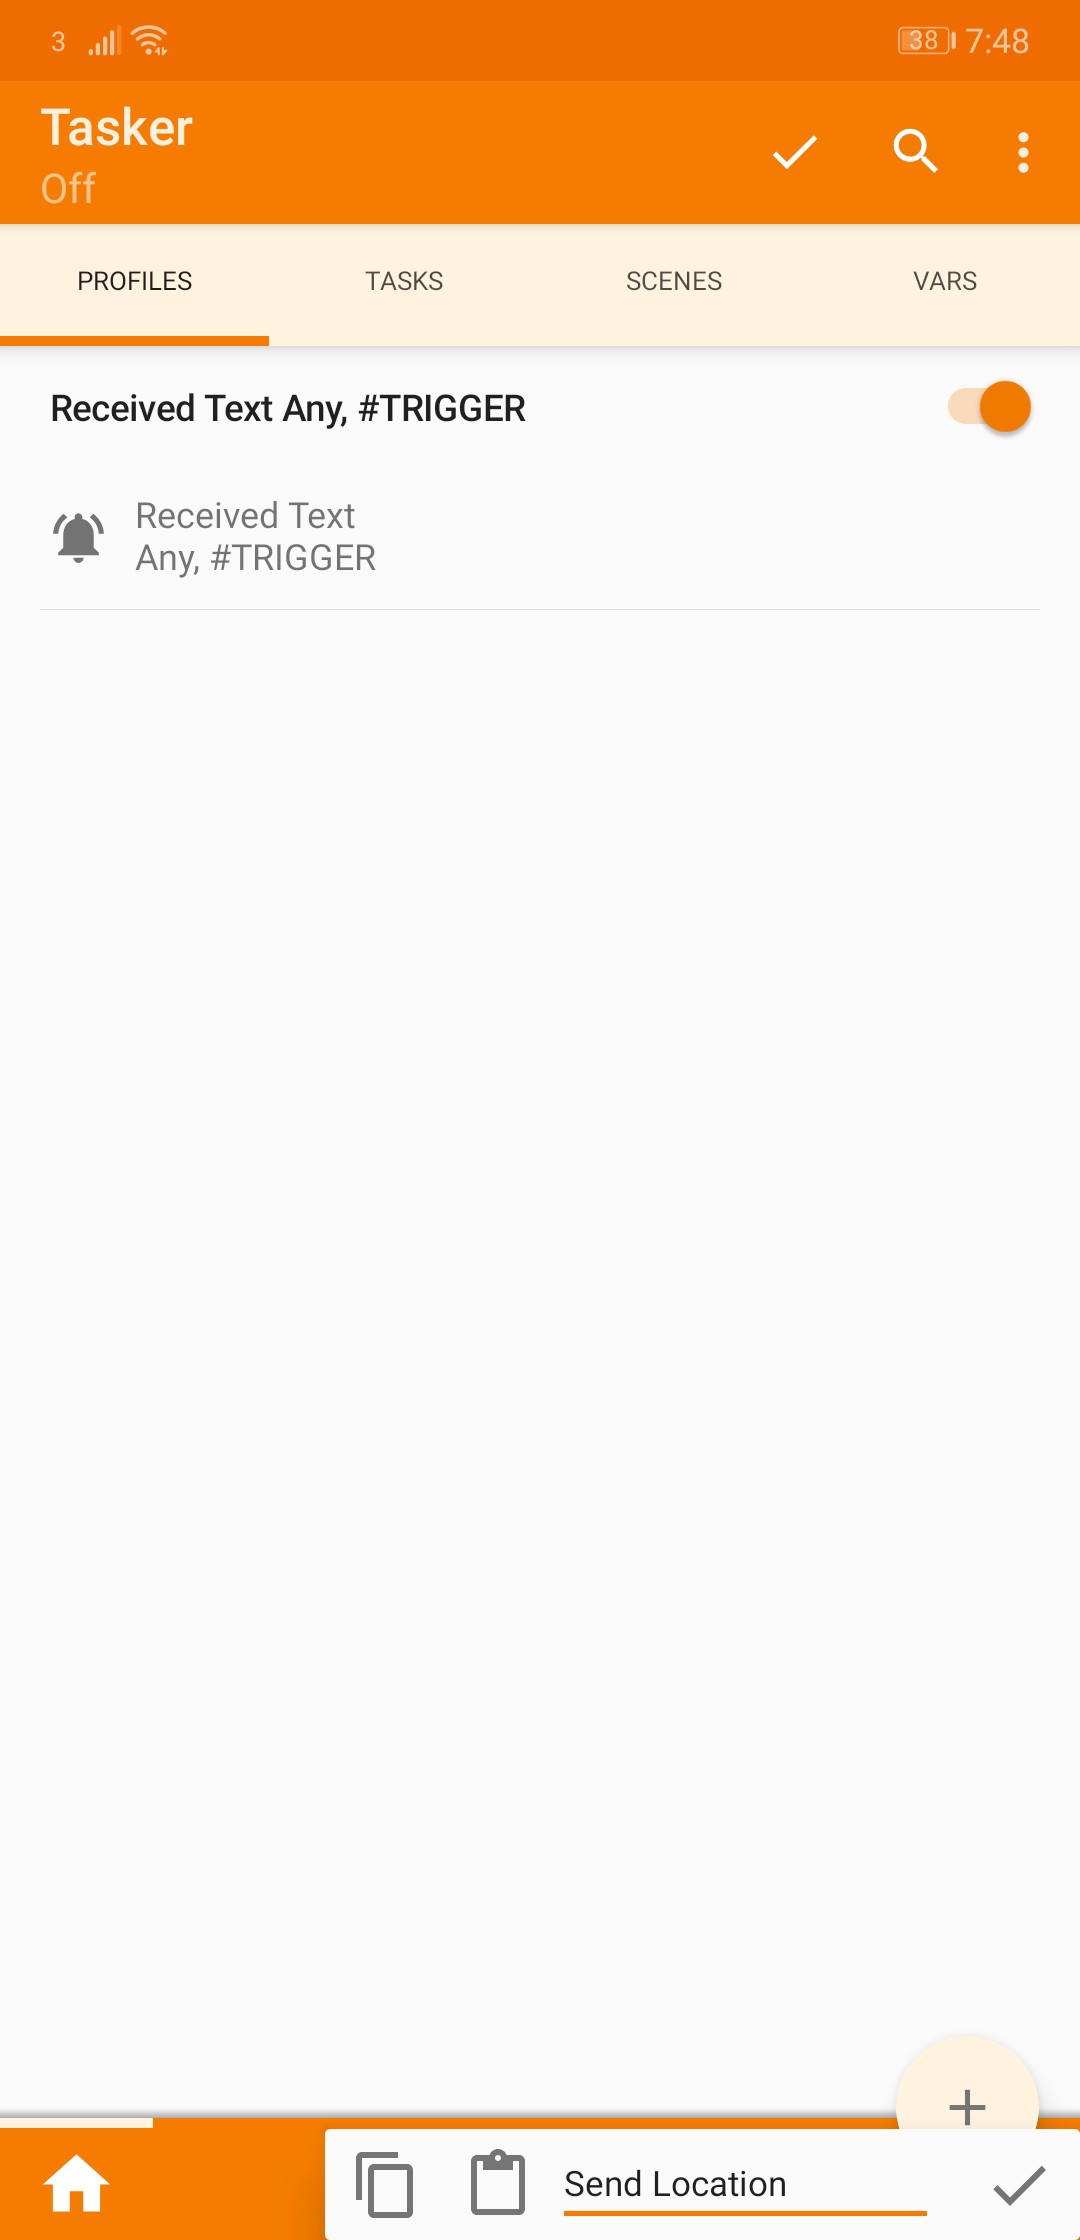 3
38 7:48
Tasker
Off
PROFILES TASKS SCENES VARS
Received Text Any, #TRIGGER
Received Text
Any, #TRIGGER
Send Location